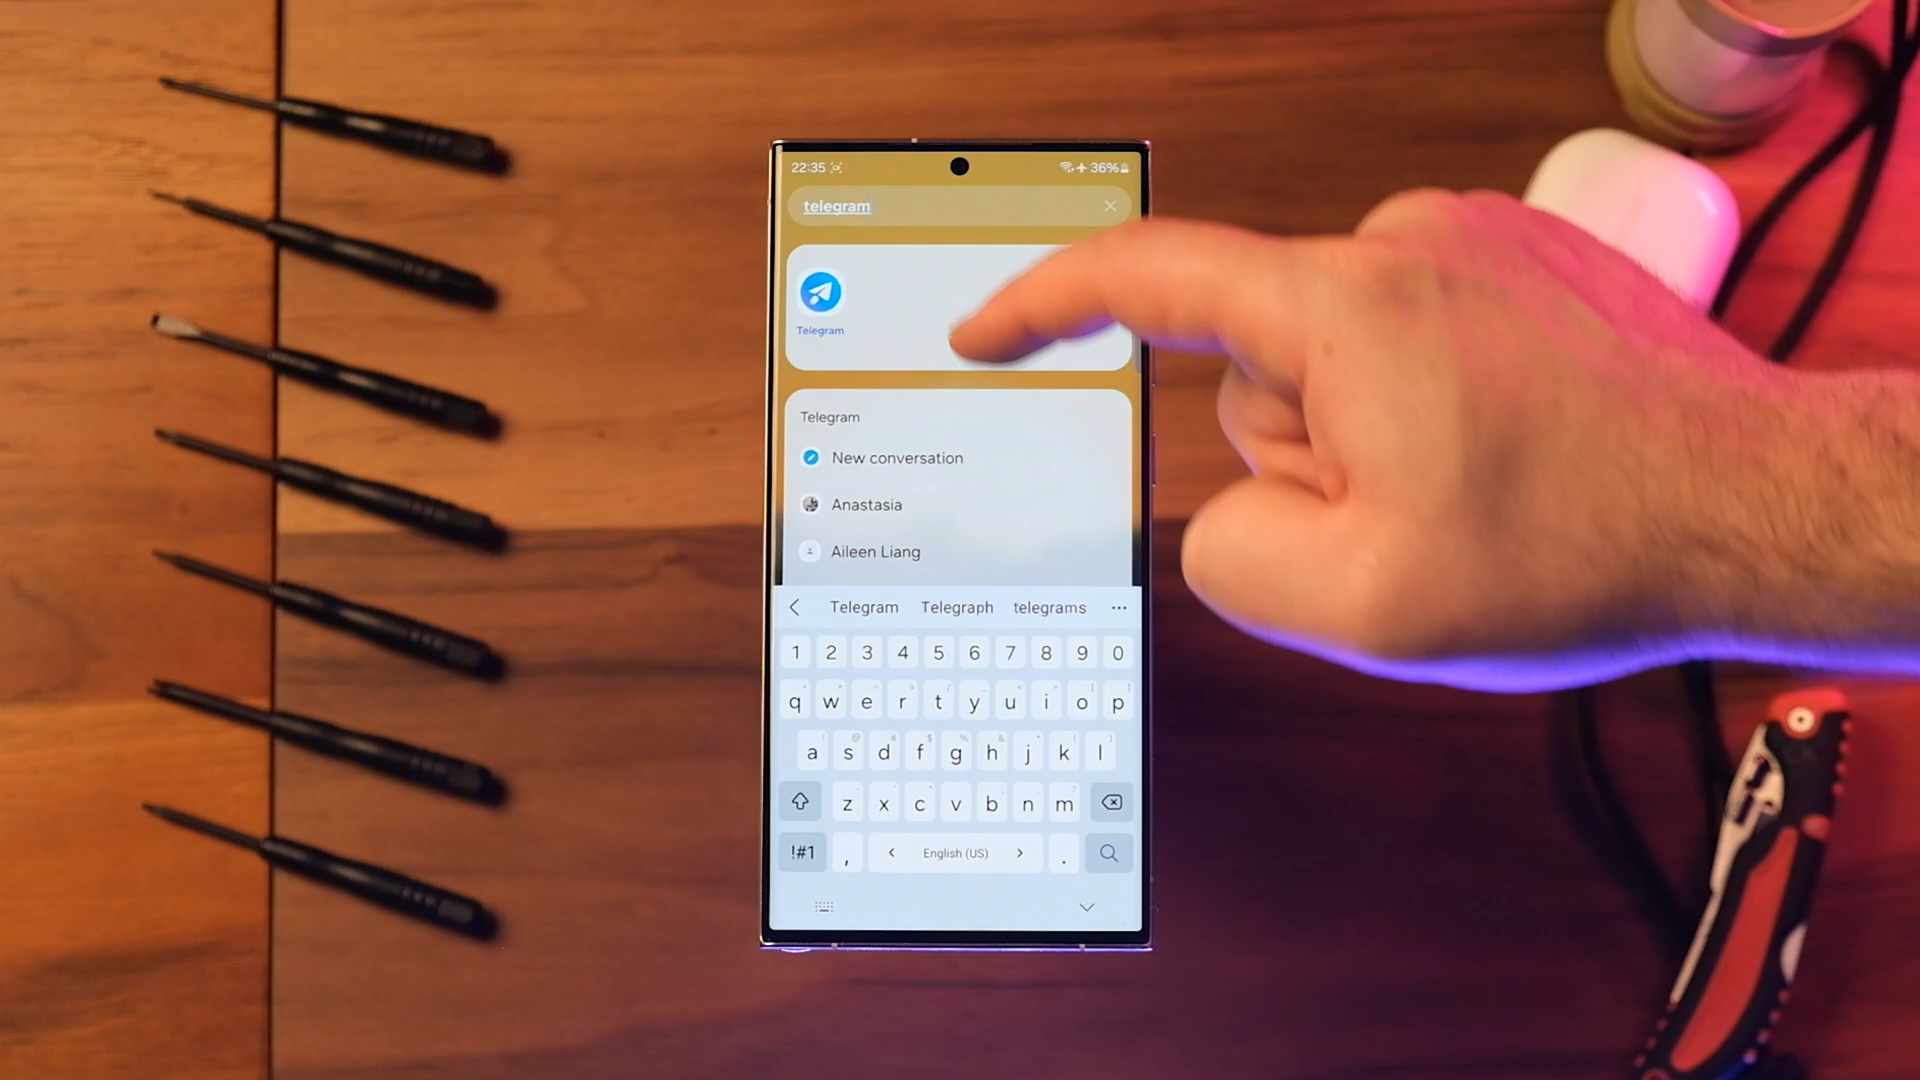 22:35 36%
telegram
Telegram
Telegram
New conversation
Anastasia
Aileen Liang
Telegram Telegraph telegrams ...
1 2 3 4 5 6 7 8 9 0
q w e r t y u i o p
a s d f g h j k l
z x c v b n m
!#1 , < English (US) > .